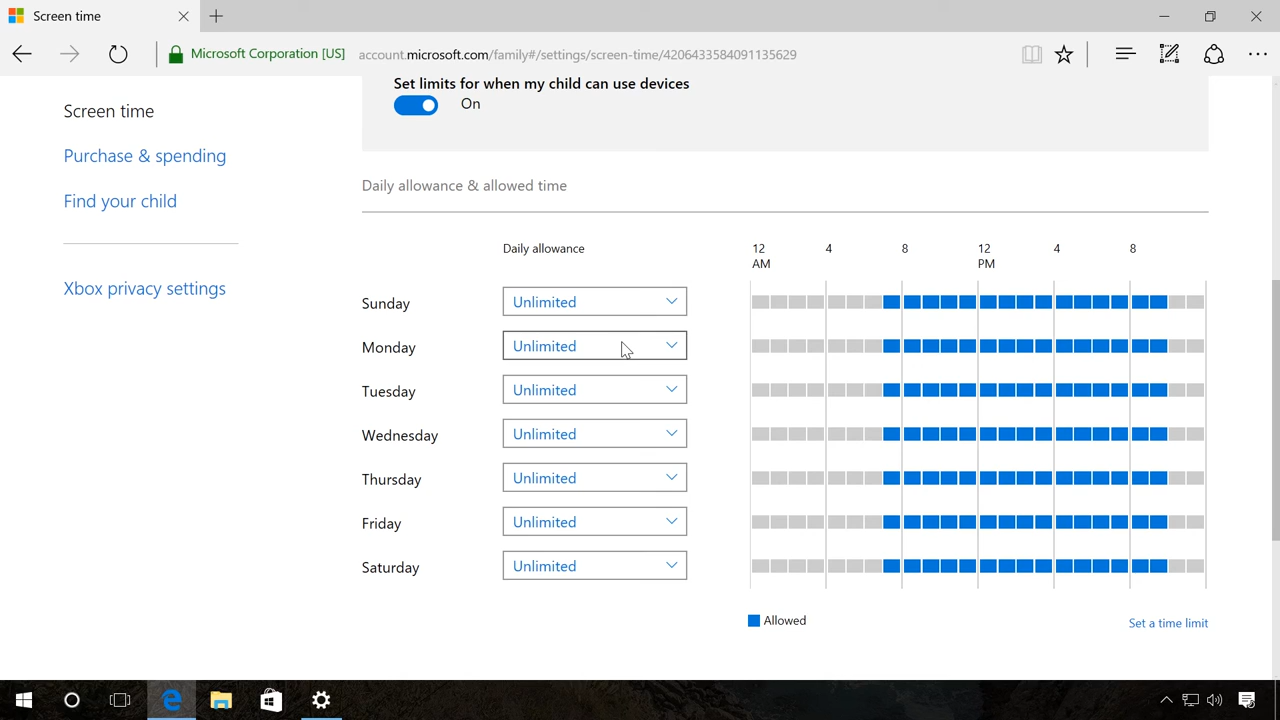 Screen time
Microsoft Corporation [US]
account.microsoft.com/family#/settings/screen-time/4206433584091135629
Screen time
Purchase & spending
Find your child
Xbox privacy settings
Set limits for when my child can use devices
On
Daily allowance & allowed time
Daily allowance
12 AM
4
8
12 PM
4
8
Sunday
Unlimited
Monday
Unlimited
Tuesday
Unlimited
Wednesday
Unlimited
Thursday
Unlimited
Friday
Unlimited
Saturday
Unlimited
Allowed
Set a time limit